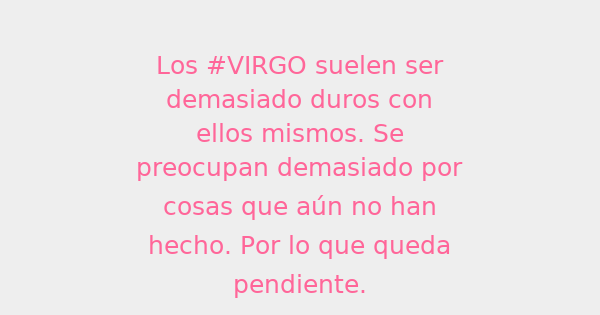 Los #VIRGO suelen ser
demasiado duros con
ellos mismos. Se
preocupan demasiado por
cosas que aún no han
hecho. Por lo que queda
pendiente.